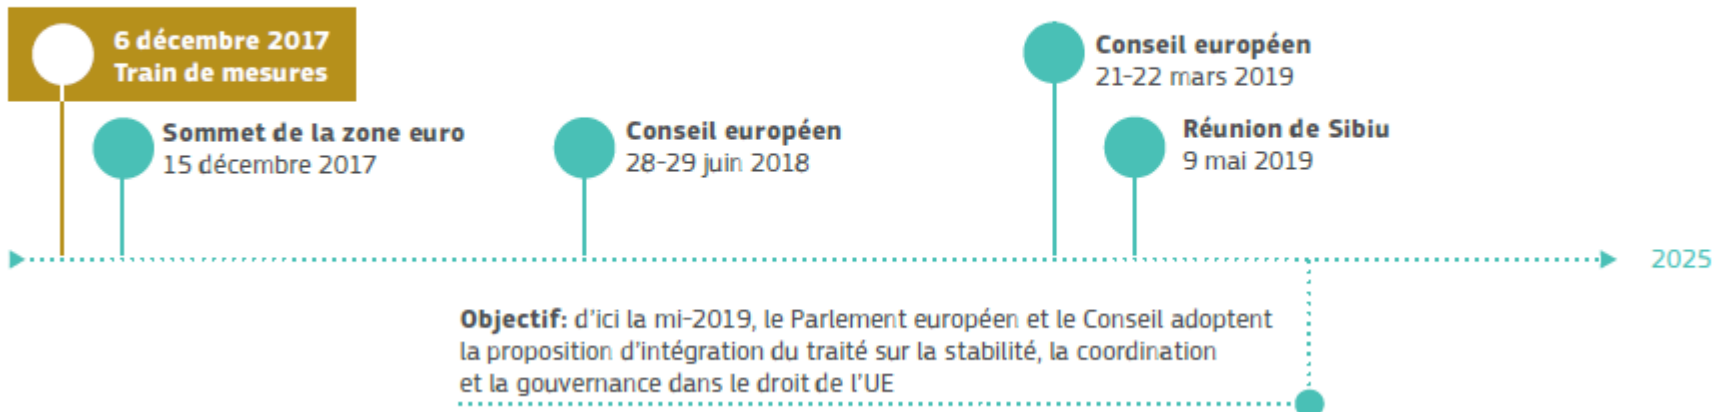 6 décembre 2017
Train de mesures
Sommet de la zone euro
15 décembre 2017
Conseil européen
28-29 juin 2018
Conseil européen
21-22 mars 2019
Réunion de Sibiu
9 mai 2019
2025
Objectif: d'ici la mi-2019, le Parlement européen et le Conseil adoptent
la proposition d'intégration du traité sur la stabilité, la coordination
et la gouvernance dans le droit de l'UE